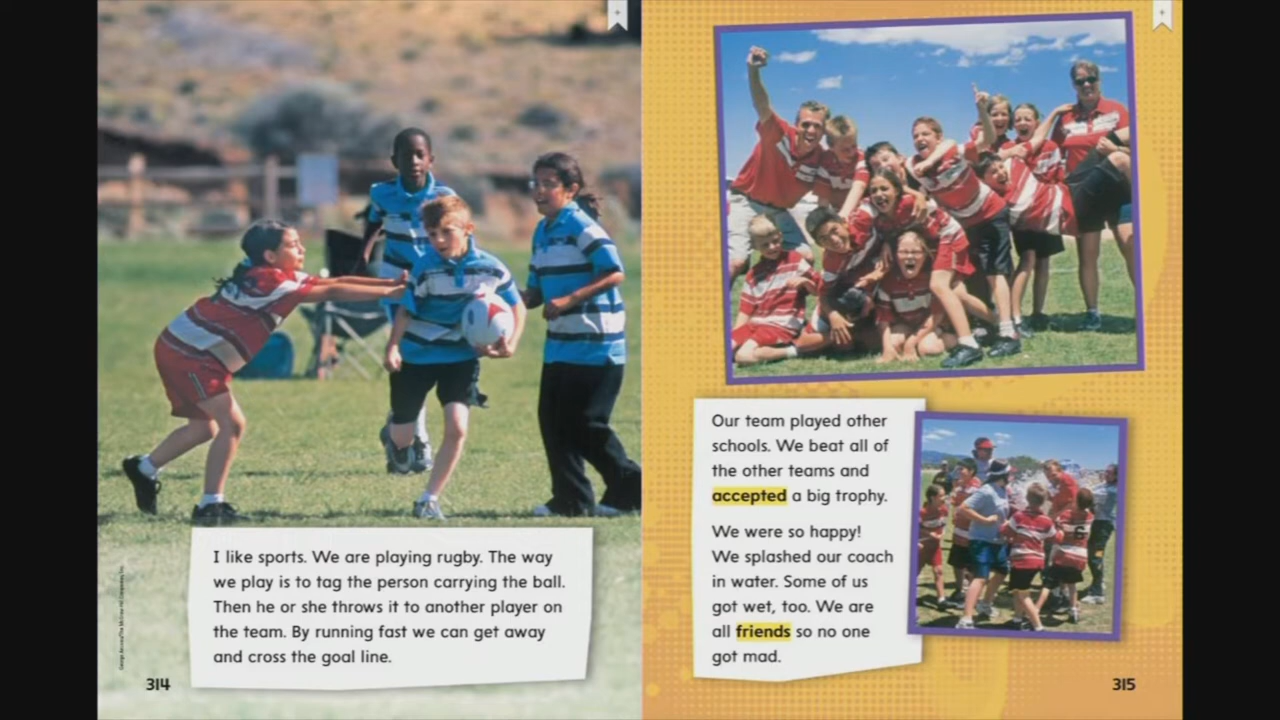 I like sports. We are playing rugby. The way
we play is to tag the person carrying the ball.
Then he or she throws it to another player on
the team. By running fast we can get away
and cross the goal line.
314
Our team played other
schools. We beat all of
the other teams and
accepted a big trophy.
We were so happy!
We splashed our coach
in water. Some of us
got wet, too. We are
all friends so no one
got mad.
6
315